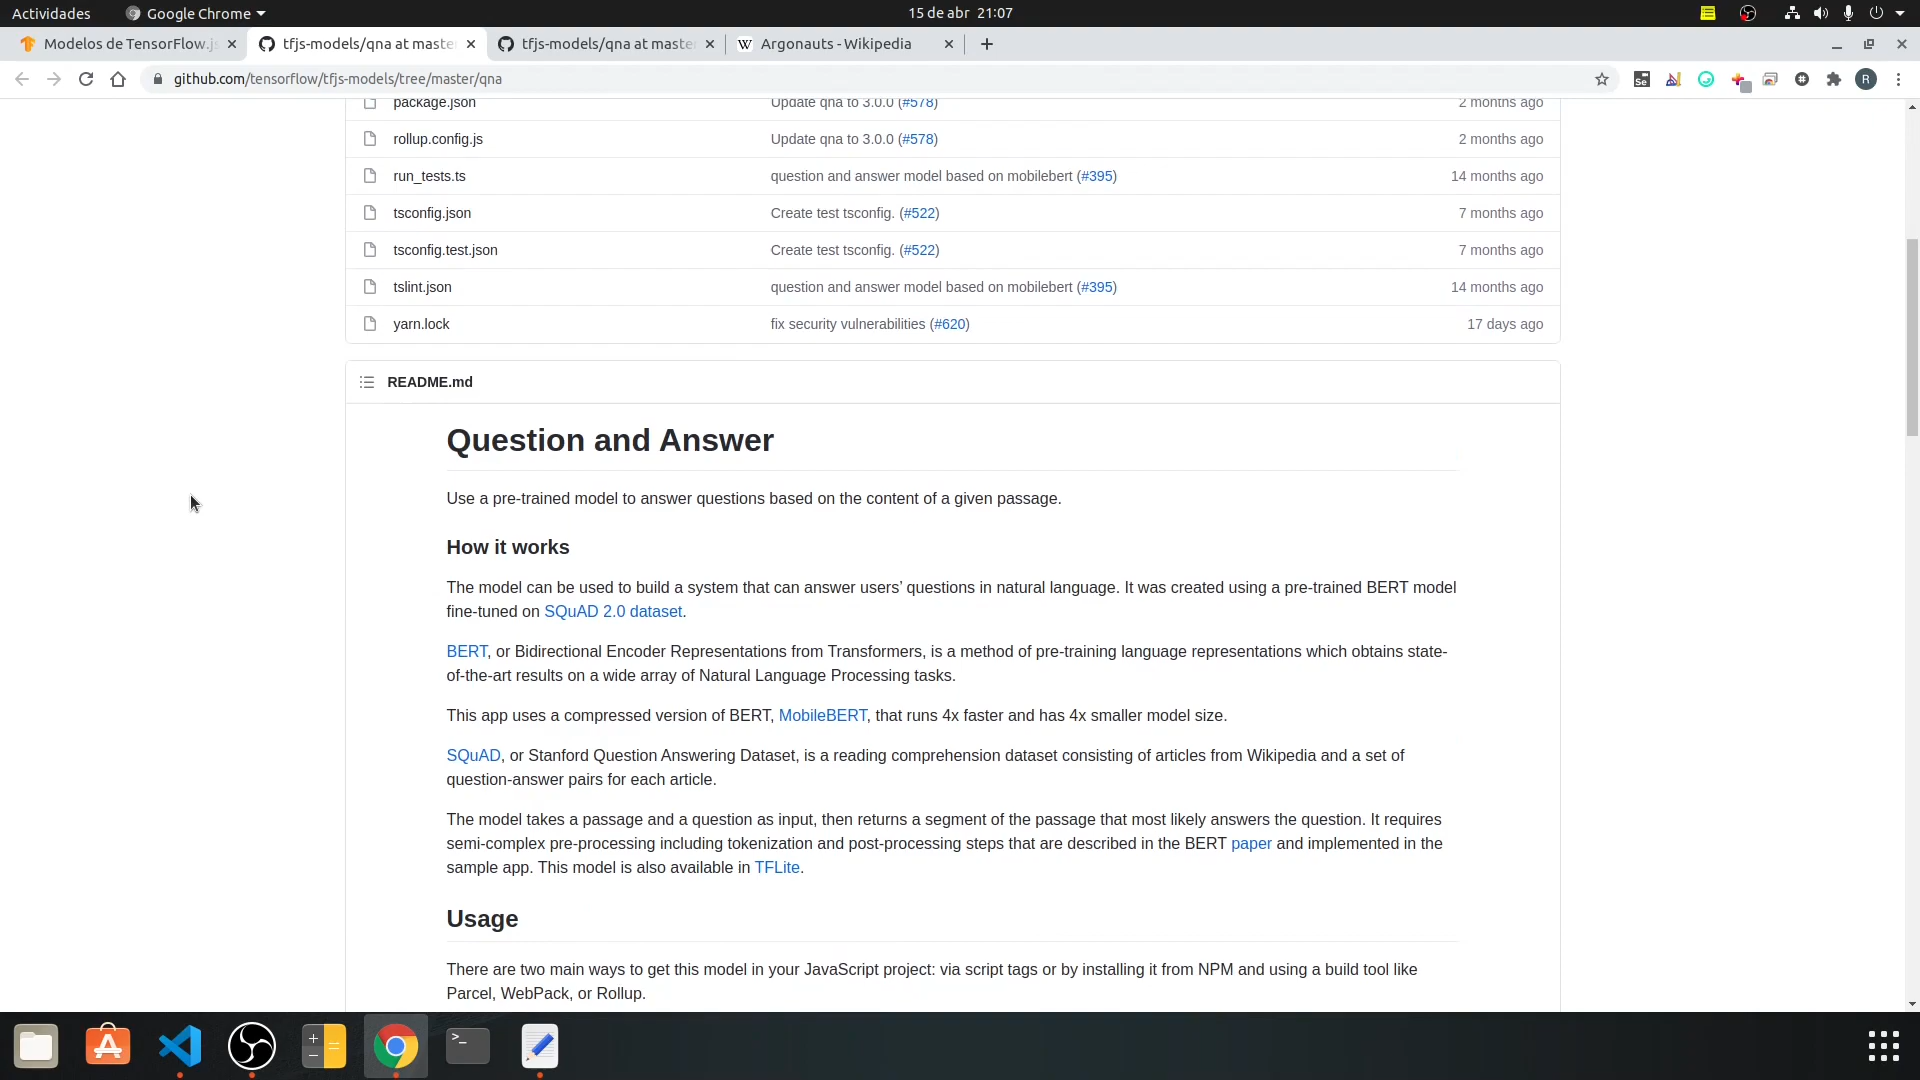 Actividades Google Chrome 15 de abr 21:07
Modelos de TensorFlow.js tfjs-models/qna at maste tfjs-models/qna at maste W Argonauts - Wikipedia
github.com/tensorflow/tfjs-models/tree/master/qna Se R
package.json Update qna to 3.0.0 (#578) 2 months ago
rollup.config.js Update qna to 3.0.0 (#578) 2 months ago
run_tests.ts question and answer model based on mobilebert (#395) 14 months ago
tsconfig.json Create test tsconfig. (#522) 7 months ago
tsconfig.test.json Create test tsconfig. (#522) 7 months ago
tslint.json question and answer model based on mobilebert (#395) 14 months ago
yarn.lock fix security vulnerabilities (#620) 17 days ago
README.md
Question and Answer
Use a pre-trained model to answer questions based on the content of a given passage.
How it works
The model can be used to build a system that can answer users’ questions in natural language. It was created using a pre-trained BERT model
fine-tuned on SQuAD 2.0 dataset.
BERT, or Bidirectional Encoder Representations from Transformers, is a method of pre-training language representations which obtains state-
of-the-art results on a wide array of Natural Language Processing tasks.
This app uses a compressed version of BERT, MobileBERT, that runs 4x faster and has 4x smaller model size.
SQuAD, or Stanford Question Answering Dataset, is a reading comprehension dataset consisting of articles from Wikipedia and a set of
question-answer pairs for each article.
The model takes a passage and a question as input, then returns a segment of the passage that most likely answers the question. It requires
semi-complex pre-processing including tokenization and post-processing steps that are described in the BERT paper and implemented in the
sample app. This model is also available in TFLite.
Usage
There are two main ways to get this model in your JavaScript project: via script tags or by installing it from NPM and using a build tool like
Parcel, WebPack, or Rollup.